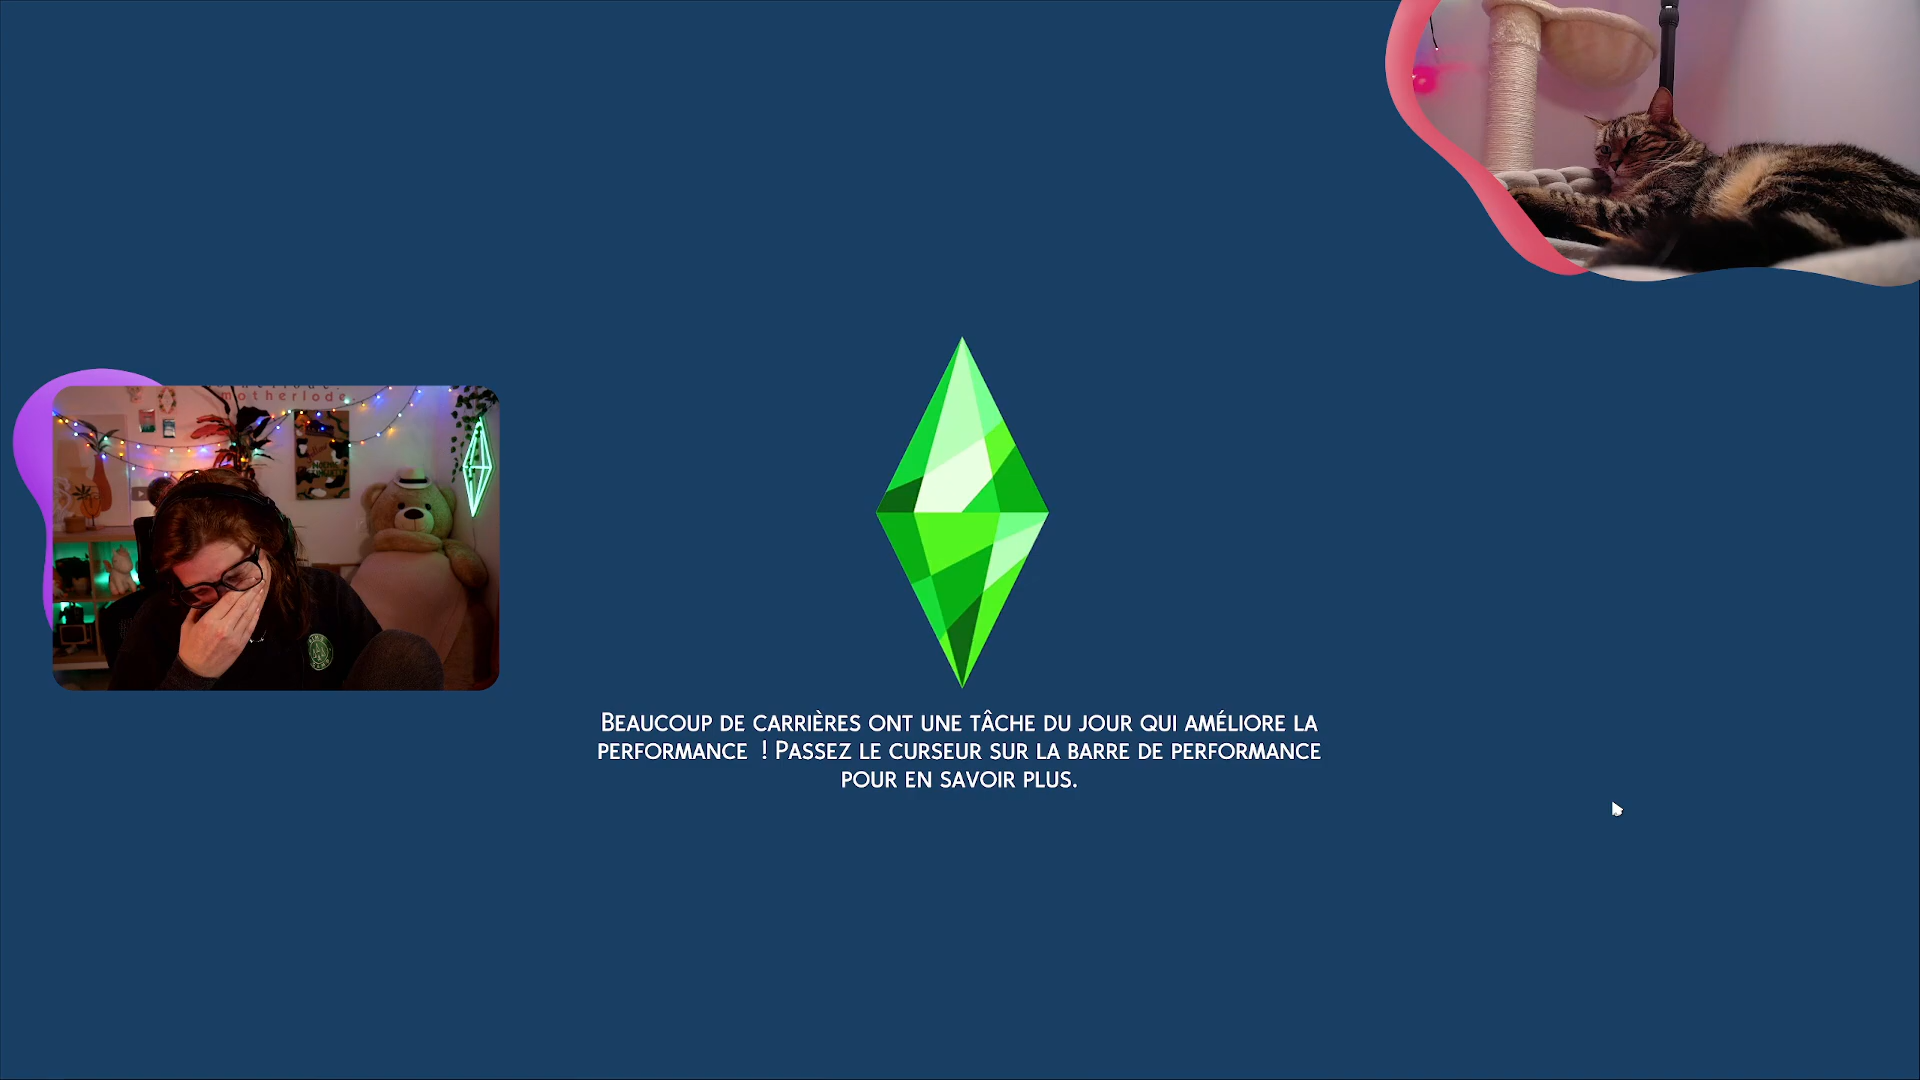 motherlode.
BEAUCOUP DE CARRIÈRES ONT UNE TÂCHE DU JOUR QUI AMÉLIORE LA
PERFORMANCE ! PASSEZ LE CURSEUR SUR LA BARRE DE PERFORMANCE
POUR EN SAVOIR PLUS.